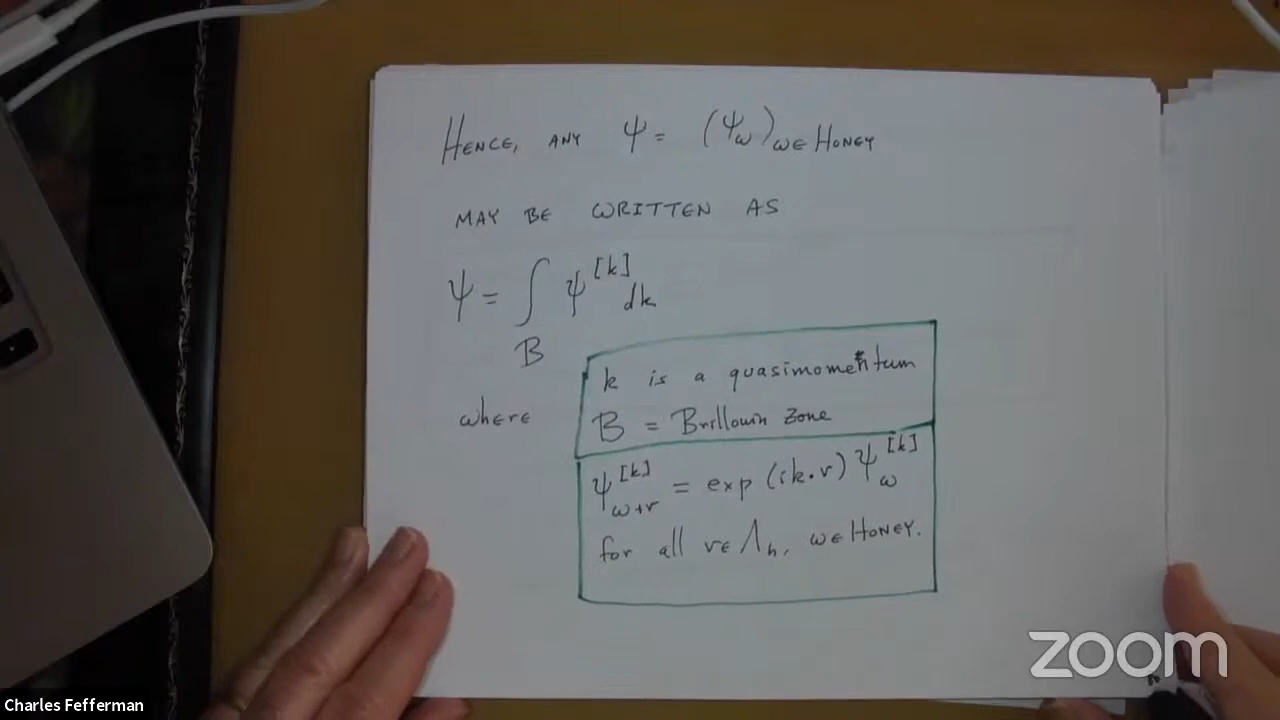 HENCE, ANY ψ = (ψ_ω)_{ω∈HONEY}
MAY BE WRITTEN AS
ψ = ∫_B ψ^{[k]} dk
where
k is a quasimomentum
B = Brillouin Zone
ψ^{[k]}_{ω+v} = exp (ik·v) ψ^{[k]}_ω
for all v∈Λ_h, ω∈HONEY.
zoom
Charles Fefferman